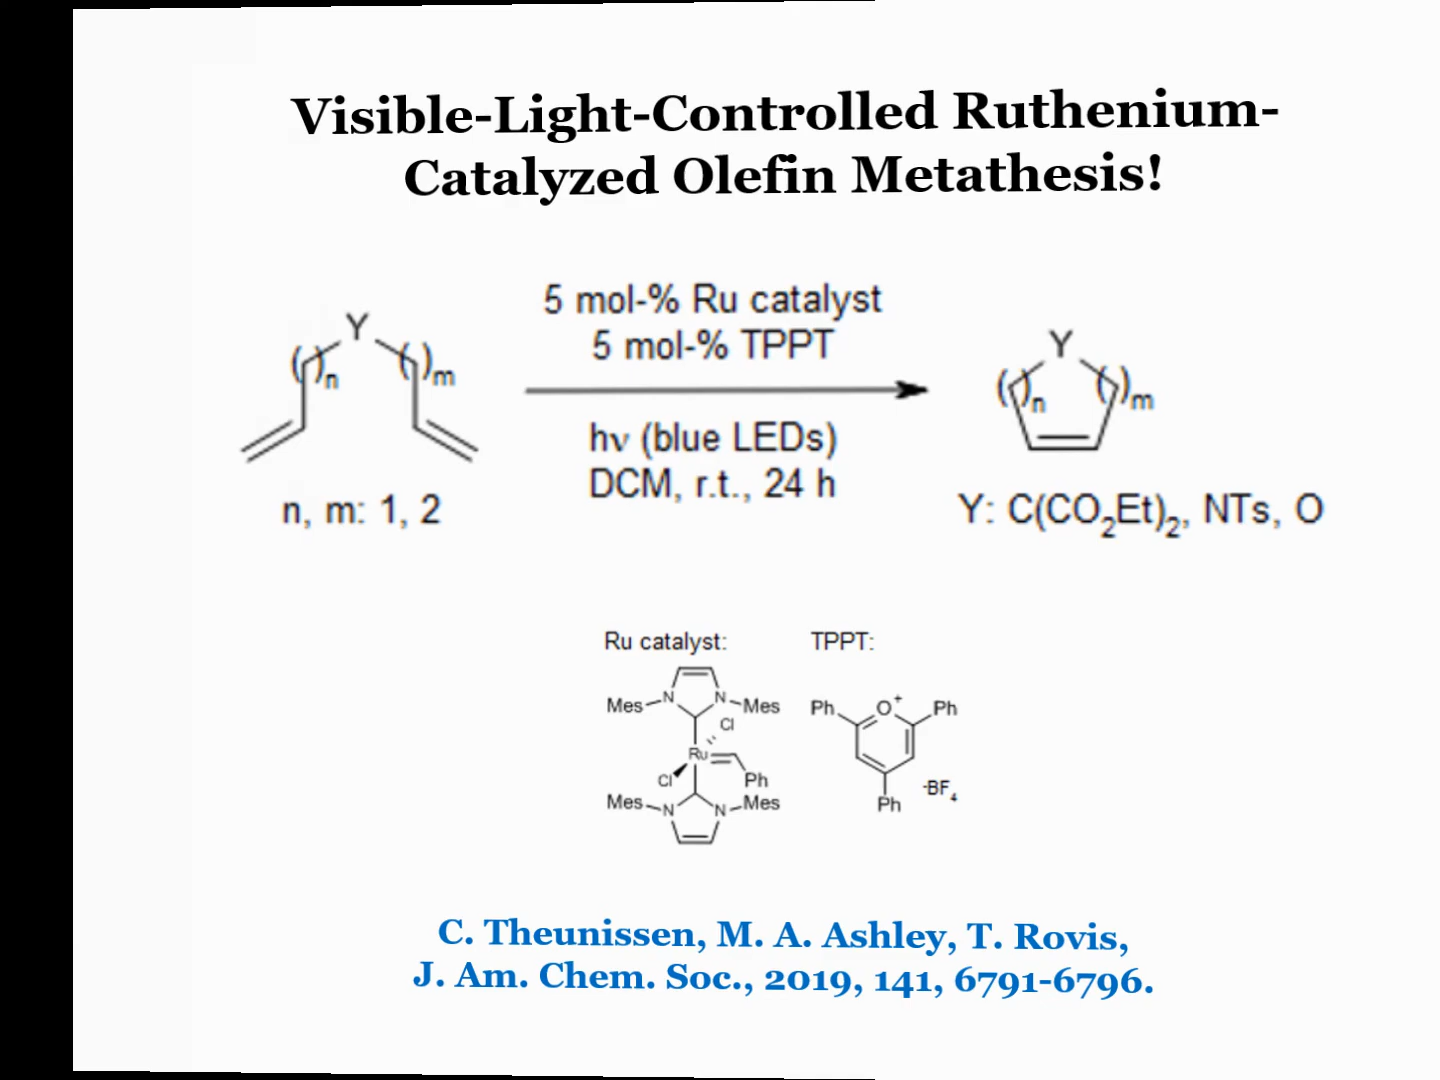 Visible-Light-Controlled Ruthenium-
Catalyzed Olefin Metathesis!
5 mol-% Ru catalyst
5 mol-% TPPT
hν (blue LEDs)
DCM, r.t., 24 h
Y
( )n ( )m
n, m: 1, 2
Y
( )n ( )m
Y: C(CO2Et)2, NTs, O
Ru catalyst:
Mes N N Mes
Cl
Ru
Cl Ph
Mes N N Mes
TPPT:
Ph O+ Ph
-BF4
Ph
C. Theunissen, M. A. Ashley, T. Rovis,
J. Am. Chem. Soc., 2019, 141, 6791-6796.